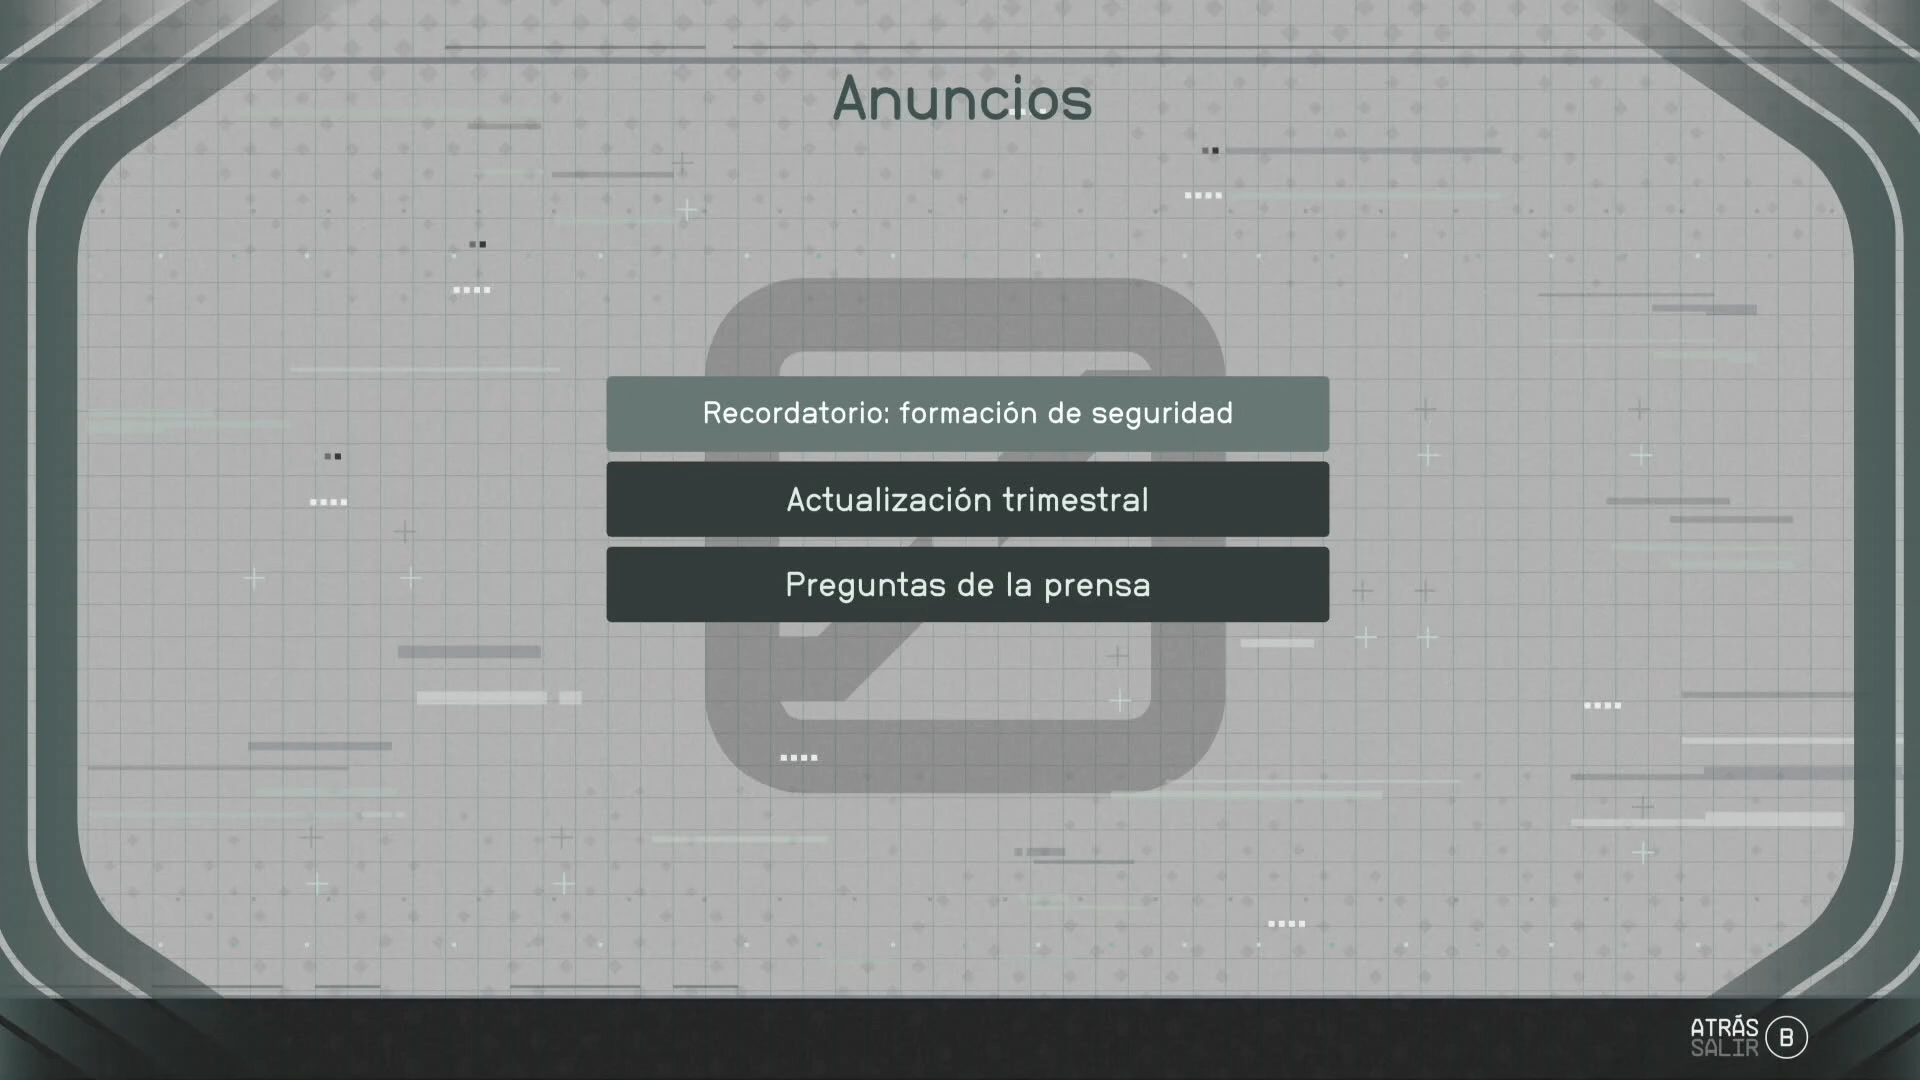 Anuncios
Recordatorio: formación de seguridad
Actualización trimestral
Preguntas de la prensa
ATRÁS
SALIR
B